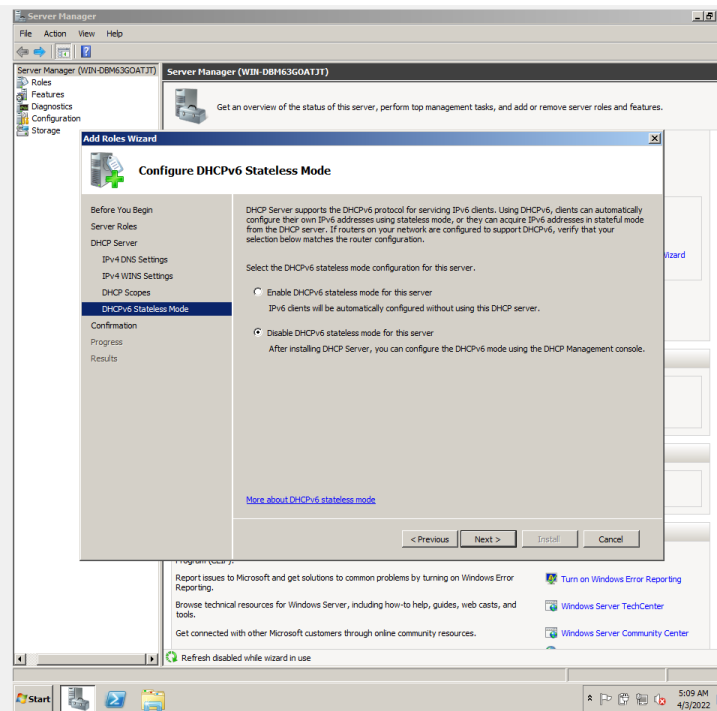 Server Manager
File Action View Help
Server Manager (WIN-DBM63GOATJT)
Roles
Features
Diagnostics
Configuration
Storage
Server Manager (WIN-DBM63GOATJT)
Get an overview of the status of this server, perform top management tasks, and add or remove server roles and features.
Add Roles Wizard
Configure DHCPv6 Stateless Mode
Before You Begin
Server Roles
DHCP Server
IPv4 DNS Settings
IPv4 WINS Settings
DHCP Scopes
DHCPv6 Stateless Mode
Confirmation
Progress
Results
DHCP Server supports the DHCPv6 protocol for servicing IPv6 clients. Using DHCPv6, clients can automatically
configure their own IPv6 addresses using stateless mode, or they can acquire IPv6 addresses in stateful mode
from the DHCP server. If routers on your network are configured to support DHCPv6, verify that your
selection below matches the router configuration.
Select the DHCPv6 stateless mode configuration for this server.
Enable DHCPv6 stateless mode for this server
IPv6 clients will be automatically configured without using this DHCP server.
Disable DHCPv6 stateless mode for this server
After installing DHCP Server, you can configure the DHCPv6 mode using the DHCP Management console.
More about DHCPv6 stateless mode
< Previous Next > Install Cancel
Report issues to Microsoft and get solutions to common problems by turning on Windows Error
Reporting.
Turn on Windows Error Reporting
Browse technical resources for Windows Server, including how-to help, guides, web casts, and
tools.
Windows Server TechCenter
Get connected with other Microsoft customers through online community resources.
Windows Server Community Center
Refresh disabled while wizard in use
Start
5:09 AM
4/3/2022